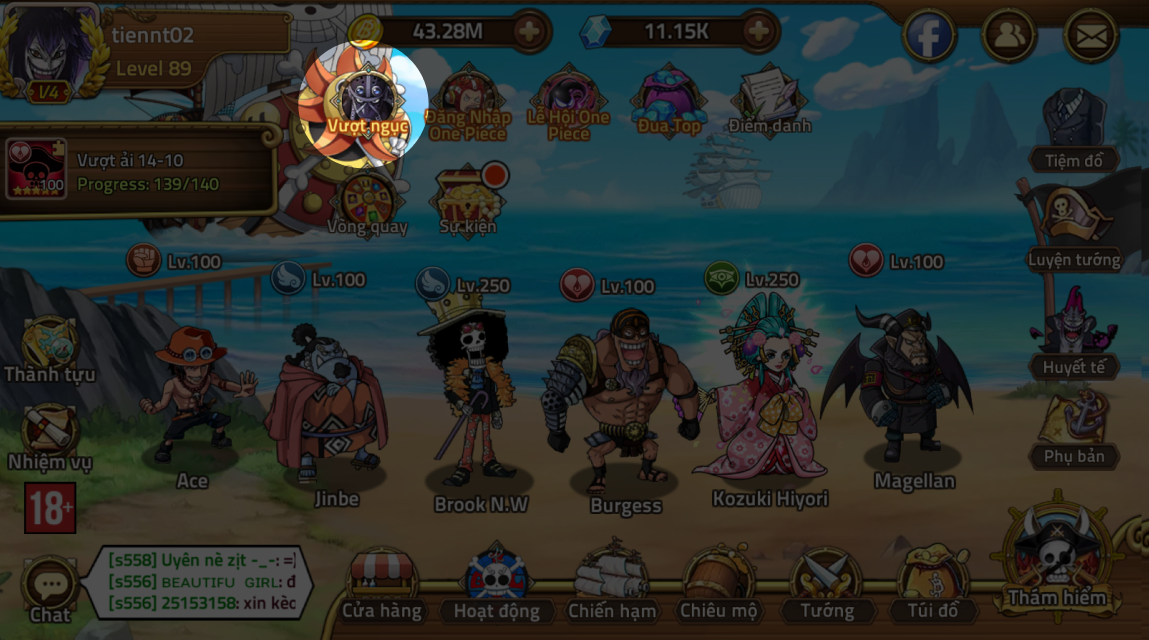 tiennt02
43.28M
11.15K
Level 89
V4
Vượt ngục
Đăng Nhập
One Piece
Lễ Hội One
Piece
Đua Top
Điểm danh
Vượt ải 14-10
Progress: 139/140
100
Tiệm đồ
Vòng quay
Sự kiện
Luyện tướng
Lv.100
Lv.100
Lv.250
Lv.100
Lv.250
Lv.100
Thành tựu
Huyết tế
Nhiệm vụ
Phụ bản
Ace
Jinbe
Brook N.W
Burgess
Kozuki Hiyori
Magellan
18+
[s558] Uyên nè zịt -_-: =]
[s556] BEAUTIFU GIRL: đ
[s556] 25153158: xin kèo
Chat
Cửa hàng
Hoạt động
Chiến hạm
Chiêu mộ
Tướng
Túi đồ
Thám hiểm